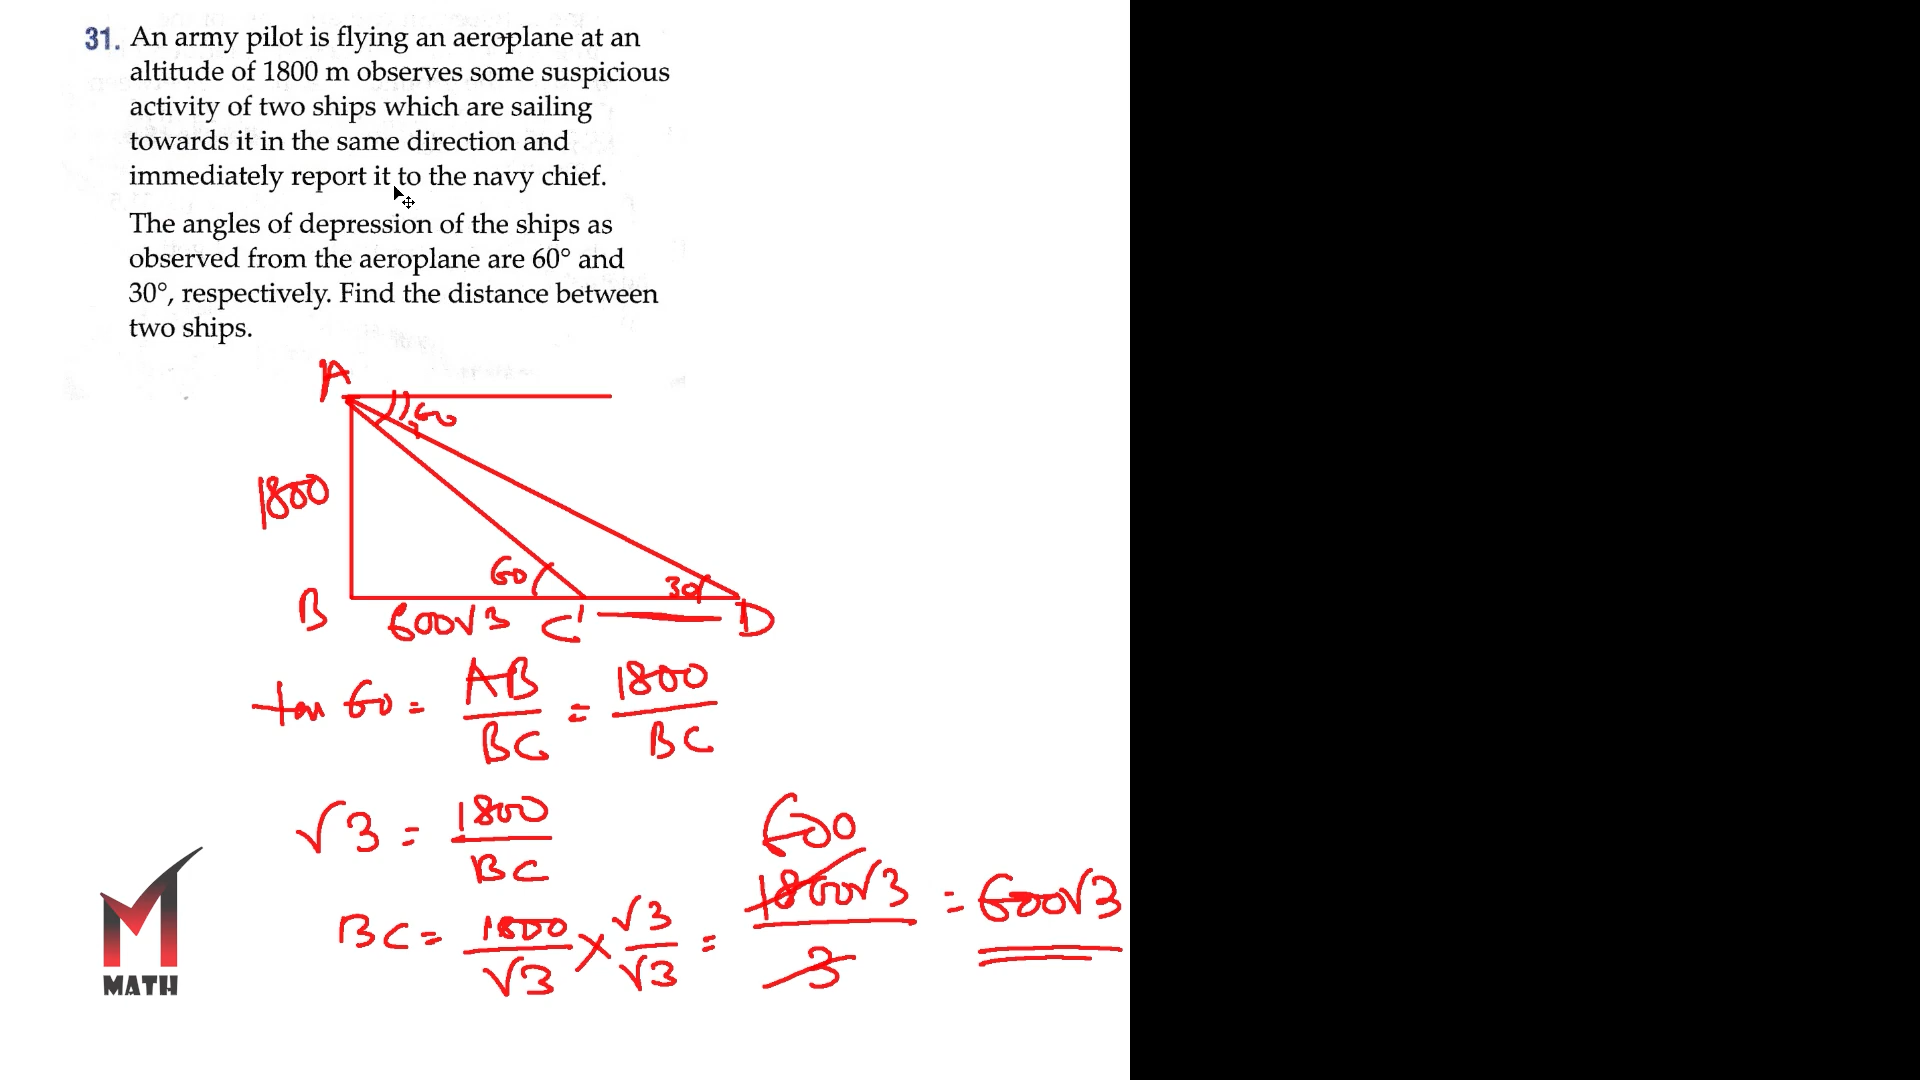 31. An army pilot is flying an aeroplane at an
altitude of 1800 m observes some suspicious
activity of two ships which are sailing
towards it in the same direction and
immediately report it to the navy chief.
The angles of depression of the ships as
observed from the aeroplane are 60° and
30°, respectively. Find the distance between
two ships.
A
60
1800
60
30
B 600√3 C D
tan 60 = AB/BC = 1800/BC
√3 = 1800/BC
600
BC = 1800/√3 × √3/√3 = 1800√3/3 = 600√3
MATH